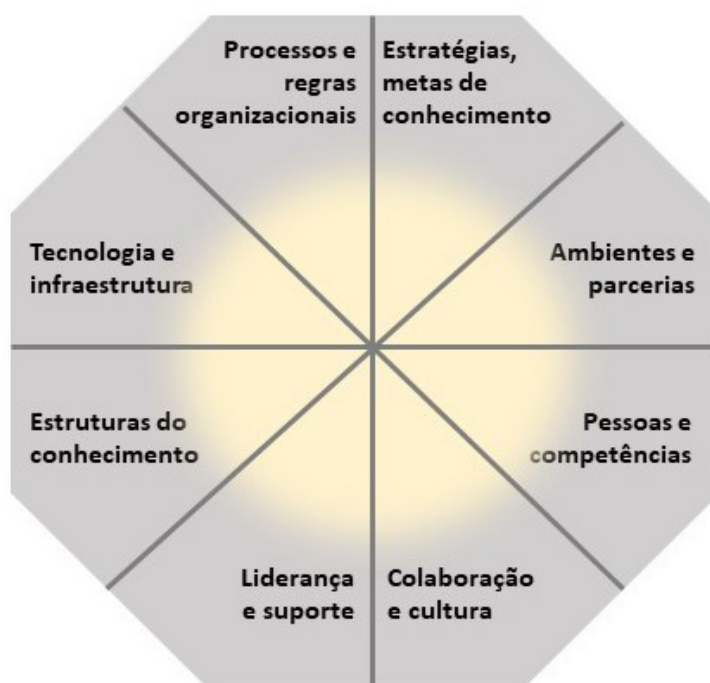 Processos e
regras
organizacionais
Estratégias,
metas de
conhecimento
Ambientes e
parcerias
Pessoas e
competências
Colaboração
e cultura
Liderança
e suporte
Estruturas do
conhecimento
Tecnologia e
infraestrutura